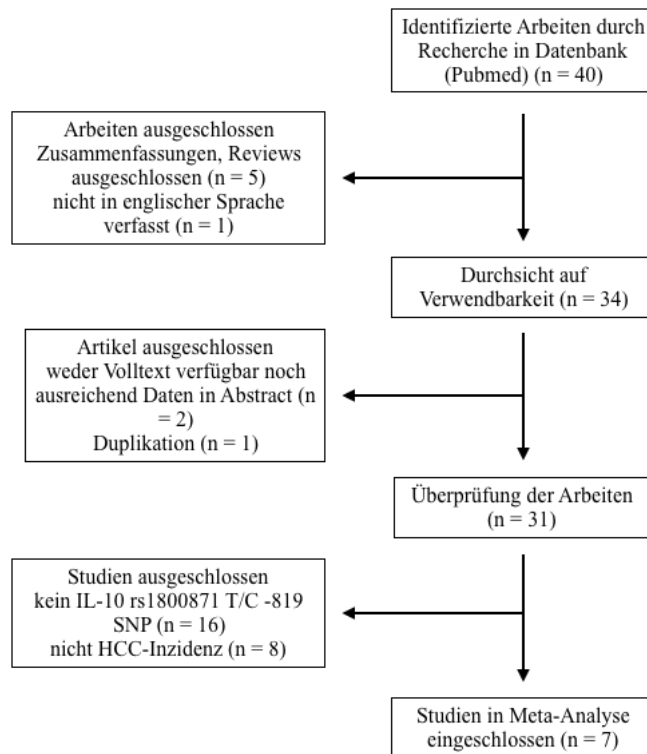 Identifizierte Arbeiten durch
Recherche in Datenbank
(Pubmed) (n = 40)
Arbeiten ausgeschlossen
Zusammenfassungen, Reviews
ausgeschlossen (n = 5)
nicht in englischer Sprache
verfasst (n = 1)
Durchsicht auf
Verwendbarkeit (n = 34)
Artikel ausgeschlossen
weder Volltext verfügbar noch
ausreichend Daten in Abstract (n
= 2)
Duplikation (n = 1)
Überprüfung der Arbeiten
(n = 31)
Studien ausgeschlossen
kein IL-10 rs1800871 T/C -819
SNP (n = 16)
nicht HCC-Inzidenz (n = 8)
Studien in Meta-Analyse
eingeschlossen (n = 7)